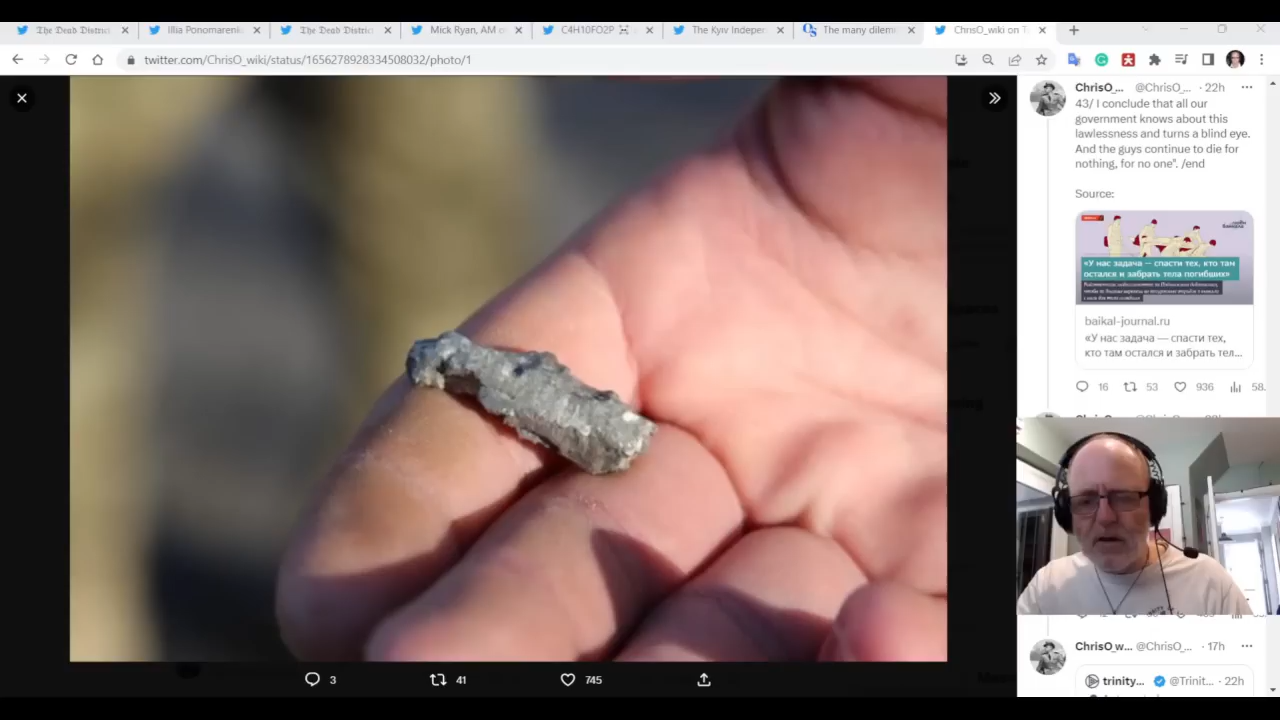 The Dead District
Illia Ponomarenk
The Dead District
Mick Ryan, AM
C4H10FO2P
The Kyiv Indeper
The many dilem
ChrisO_wiki on T
twitter.com/ChrisO_wiki/status/1656278928334508032/photo/1
ChrisO_... @ChrisO_... · 22h
43/ I conclude that all our
government knows about this
lawlessness and turns a blind eye.
And the guys continue to die for
nothing, for no one". /end
Source:
«У нас задача — спасти тех, кто там
остался и забрать тела погибших»
baikal-journal.ru
«У нас задача — спасти тех,
кто там остался и забрать тел...
16 53 936 58.
3 41 745
ChrisO_w... @ChrisO_... · 17h
trinity... @Trinit... · 22h